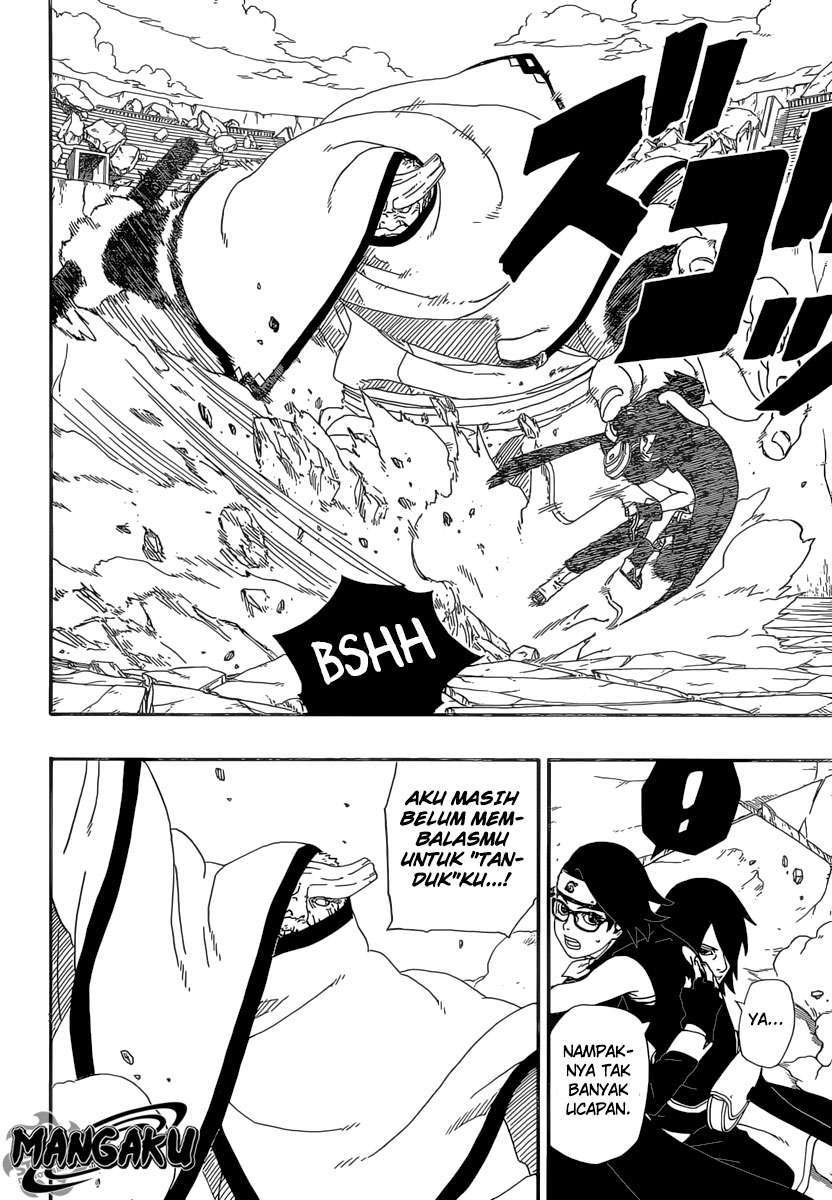 ズゴッ
BSHH
AKU MASIH
BELUM MEM-
BALASMU
UNTUK "TAN-
DUK"KU...!
!
YA...
NAMPAK-
NYA TAK
BANYAK
UCAPAN.
MANGAKU